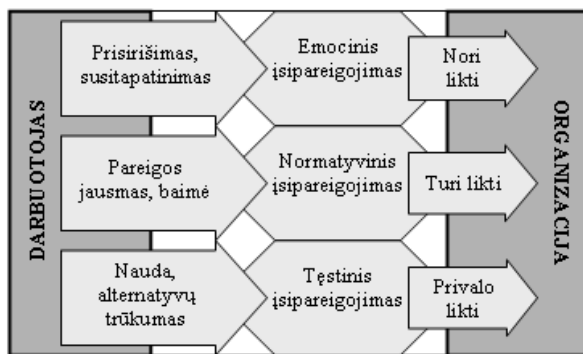 DARBUOTOJAS
Prisirišimas,
susitapatinimas
Emocinis
įsipareigojimas
Nori
likti
Pareigos
jausmas, baimė
Normatyvinis
įsipareigojimas
Turi likti
Nauda,
alternatyvų
trūkumas
Tęstinis
įsipareigojimas
Privalo
likti
ORGANIZACIJA